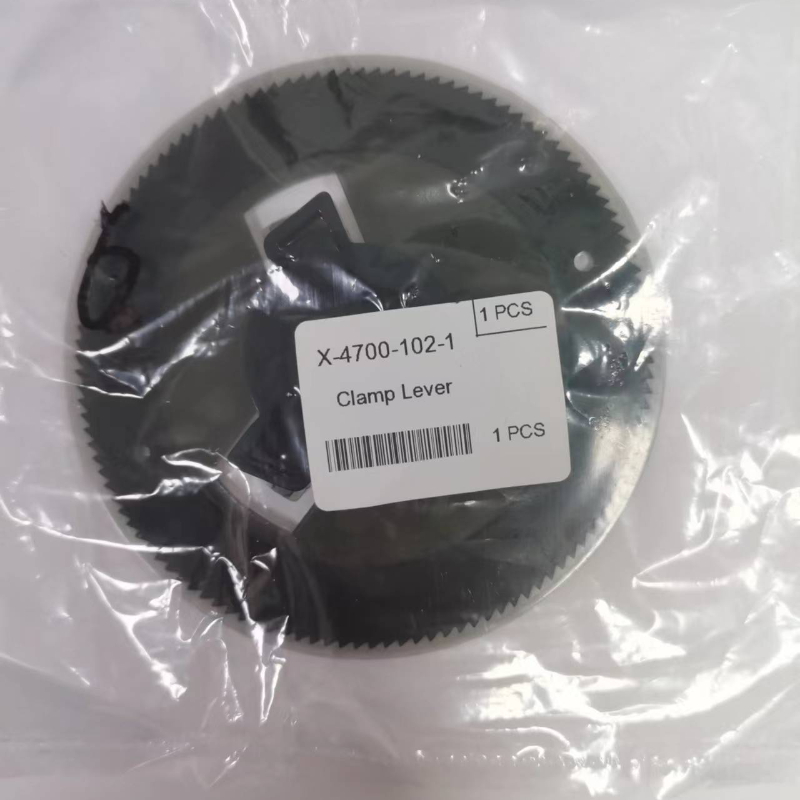 1 PCS
X-4700-102-1
Clamp Lever
1 PCS